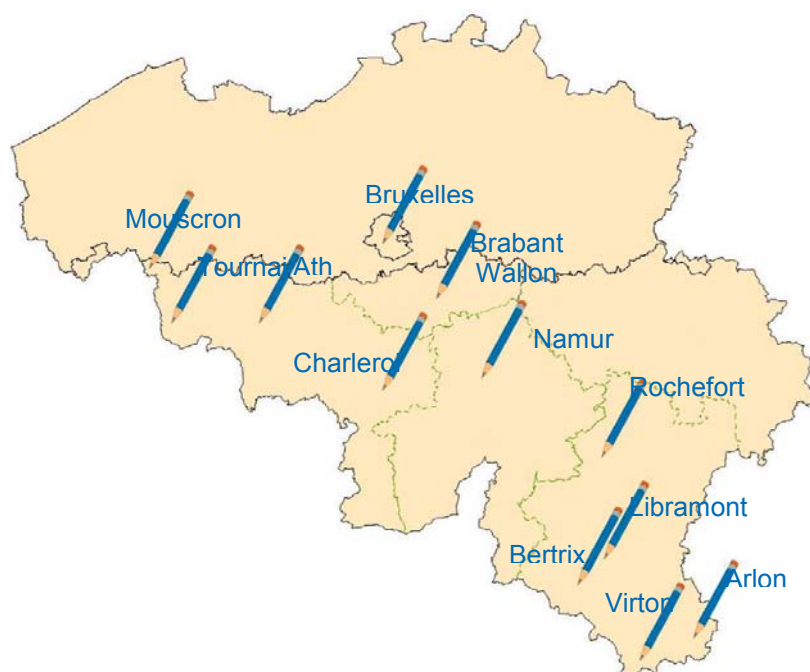 Bruxelles
Mouscron
Brabant
Wallon
Tournai
Ath
Namur
Charleroi
Rochefort
Libramont
Bertrix
Arlon
Virton